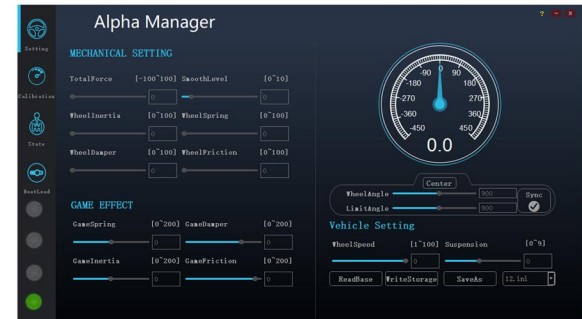 Alpha Manager
? - x
Setting
Calibration
State
BootLoad
MECHANICAL SETTING
TotalForce [-100~100] SmoothLevel [0~10]
0 0
WheelInertia [0~100] WheelSpring [0~100]
0 0
WheelDamper [0~100] WheelFriction [0~100]
0 0
GAME EFFECT
GameSpring [0~200] GameDamper [0~200]
0 0
GameInertia [0~200] GameFriction [0~200]
0 0
-90 0 90
-180 180
-270 270
-360 360
-450 450
0.0
Center
WheelAngle 900 Sync
LimitAngle 900
Vehicle Setting
WheelSpeed [1~100] Suspension [0~9]
0 0
ReadBase WriteStorage SaveAs 12.ini